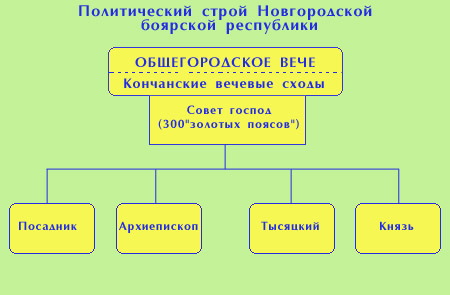 Политический строй Новгородской
боярской республики
ОБЩЕГОРОДСКОЕ ВЕЧЕ
Кончанские вечевые сходы
Совет господ
(300"золотых поясов")
Посадник
Архиепископ
Тысяцкий
Князь